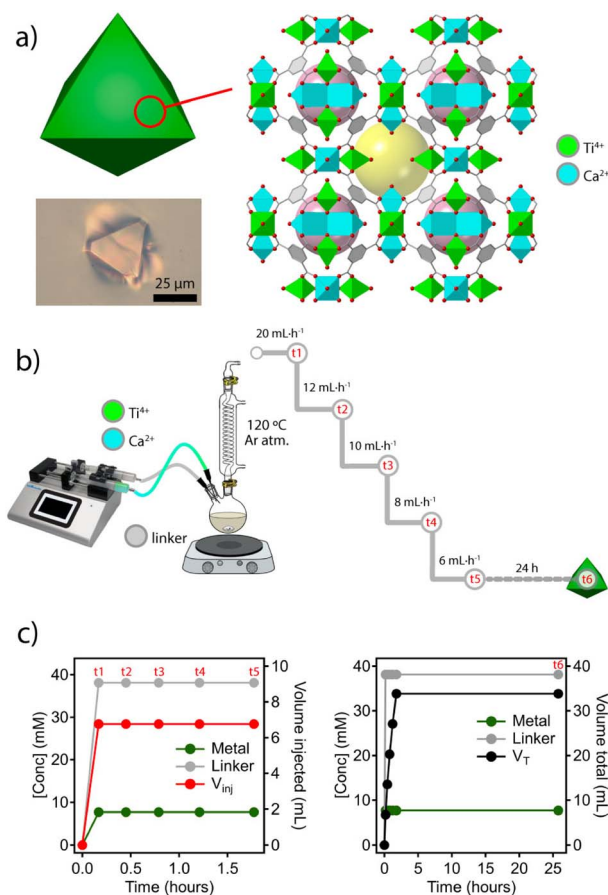 a)
Ti4+
Ca2+
25 µm
b)
20 mL·h-1
t1
12 mL·h-1
t2
10 mL·h-1
t3
8 mL·h-1
t4
6 mL·h-1
t5
24 h
t6
Ti4+
Ca2+
120 ºC
Ar atm.
linker
c)
t1 t2 t3 t4 t5
40
30
20
10
0
[Conc] (mM)
Metal
Linker
Vinj
10
8
6
4
2
0
Volume injected (mL)
0.0 0.5 1.0 1.5
Time (hours)
t6
40
30
20
10
0
[Conc] (mM)
Metal
Linker
VT
40
30
20
10
0
Volume total (mL)
0 5 10 15 20 25
Time (hours)